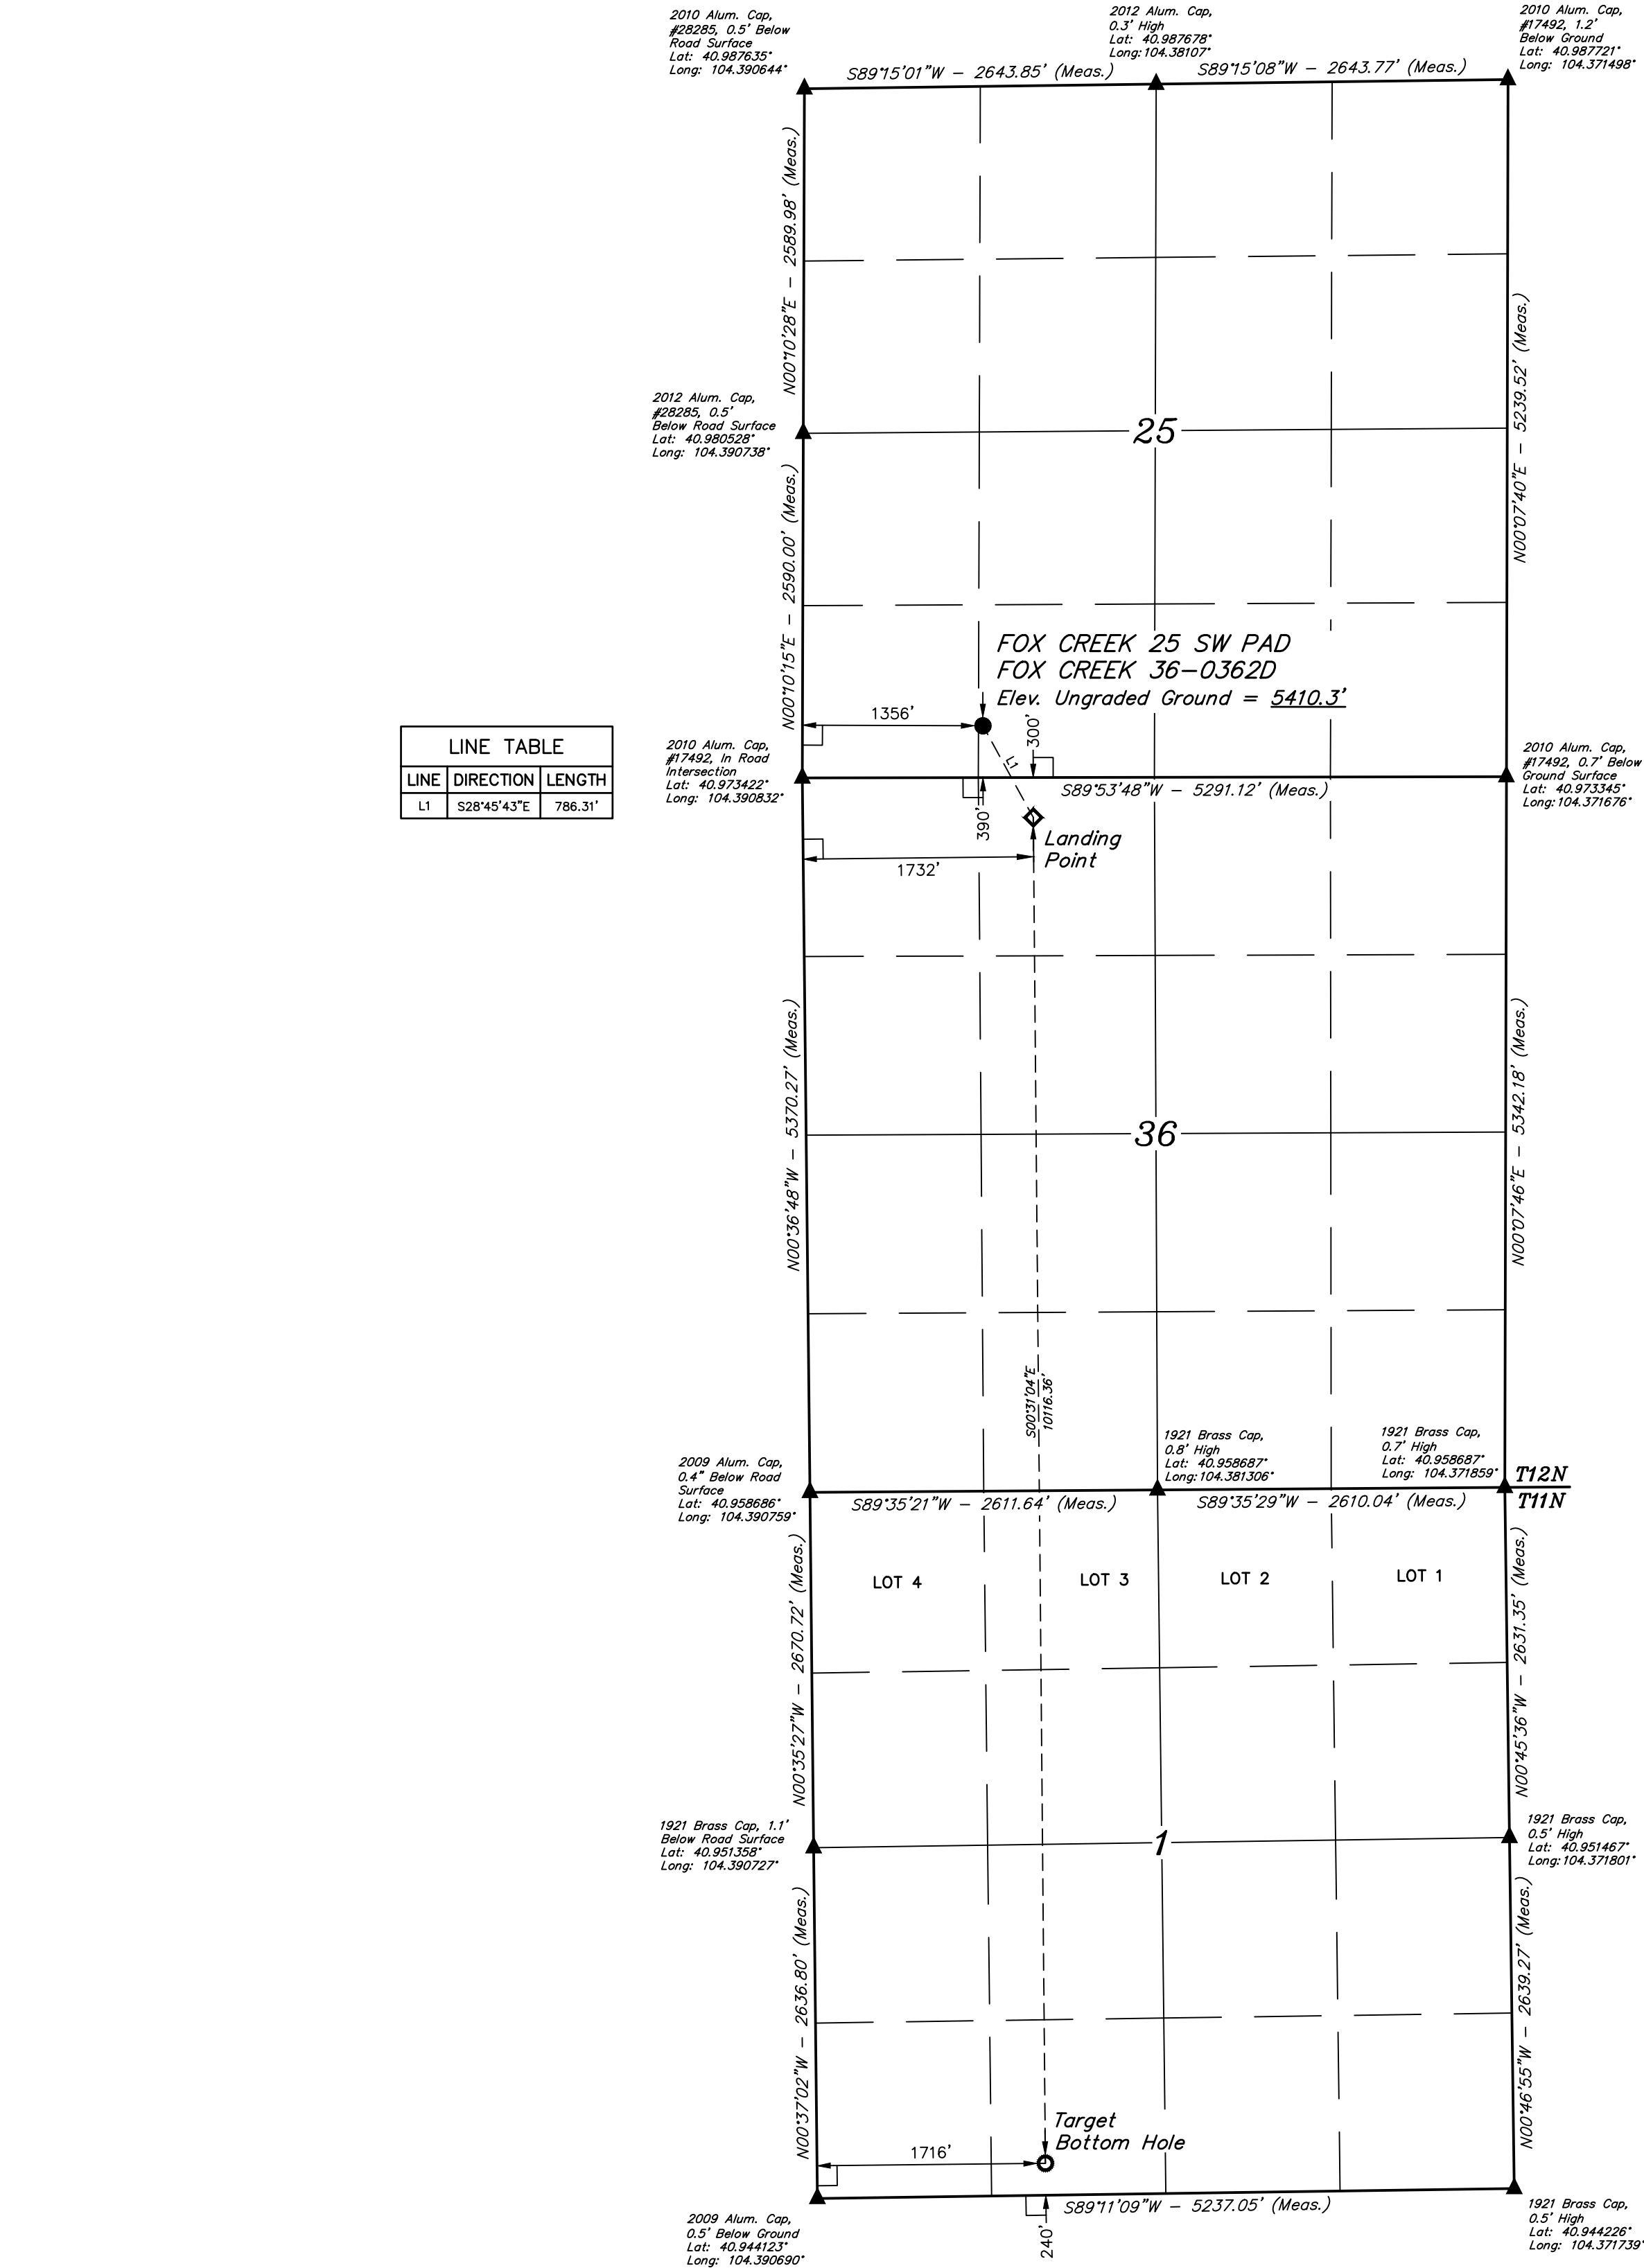 2010 Alum. Cap,
#28285, 0.5' Below
Road Surface
Lat: 40.987635°
Long: 104.390644°
2012 Alum. Cap,
0.3' High
Lat: 40.987678°
Long: 104.38107°
2010 Alum. Cap,
#17492, 1.2'
Below Ground
Lat: 40.987721°
Long: 104.371498°
S89°15'01"W - 2643.85' (Meas.)
S89°15'08"W - 2643.77' (Meas.)
N00°10'28"E - 2589.98' (Meas.)
N00°07'40"E - 5239.52' (Meas.)
2012 Alum. Cap,
#28285, 0.5'
Below Road Surface
Lat: 40.980528°
Long: 104.390738°
25
N00°10'15"E - 2590.00' (Meas.)
FOX CREEK 25 SW PAD
FOX CREEK 36-0362D
Elev. Ungraded Ground = 5410.3'
1356'
300'
L1
LINE TABLE
LINE DIRECTION LENGTH
L1 S28°45'43"E 786.31'
2010 Alum. Cap,
#17492, In Road
Intersection
Lat: 40.973422°
Long: 104.390832°
2010 Alum. Cap,
#17492, 0.7' Below
Ground Surface
Lat: 40.973345°
Long: 104.371676°
S89°53'48"W - 5291.12' (Meas.)
390'
Landing
Point
1732'
N00°36'48"W - 5370.27' (Meas.)
36
N00°07'46"E - 5342.18' (Meas.)
S00°31'04"E
10116.36'
2009 Alum. Cap,
0.4" Below Road
Surface
Lat: 40.958686°
Long: 104.390759°
1921 Brass Cap,
0.8' High
Lat: 40.958687°
Long: 104.381306°
1921 Brass Cap,
0.7' High
Lat: 40.958687°
Long: 104.371859°
T12N
T11N
S89°35'21"W - 2611.64' (Meas.)
S89°35'29"W - 2610.04' (Meas.)
LOT 4
LOT 3
LOT 2
LOT 1
N00°35'27"W - 2670.72' (Meas.)
N00°45'36"W - 2631.35' (Meas.)
1921 Brass Cap, 1.1'
Below Road Surface
Lat: 40.951358°
Long: 104.390727°
1
1921 Brass Cap,
0.5' High
Lat: 40.951467°
Long: 104.371801°
N00°37'02"W - 2636.80' (Meas.)
N00°46'55"W - 2639.27' (Meas.)
Target
Bottom Hole
1716'
S89°11'09"W - 5237.05' (Meas.)
240'
2009 Alum. Cap,
0.5' Below Ground
Lat: 40.944123°
Long: 104.390690°
1921 Brass Cap,
0.5' High
Lat: 40.944226°
Long: 104.371739°